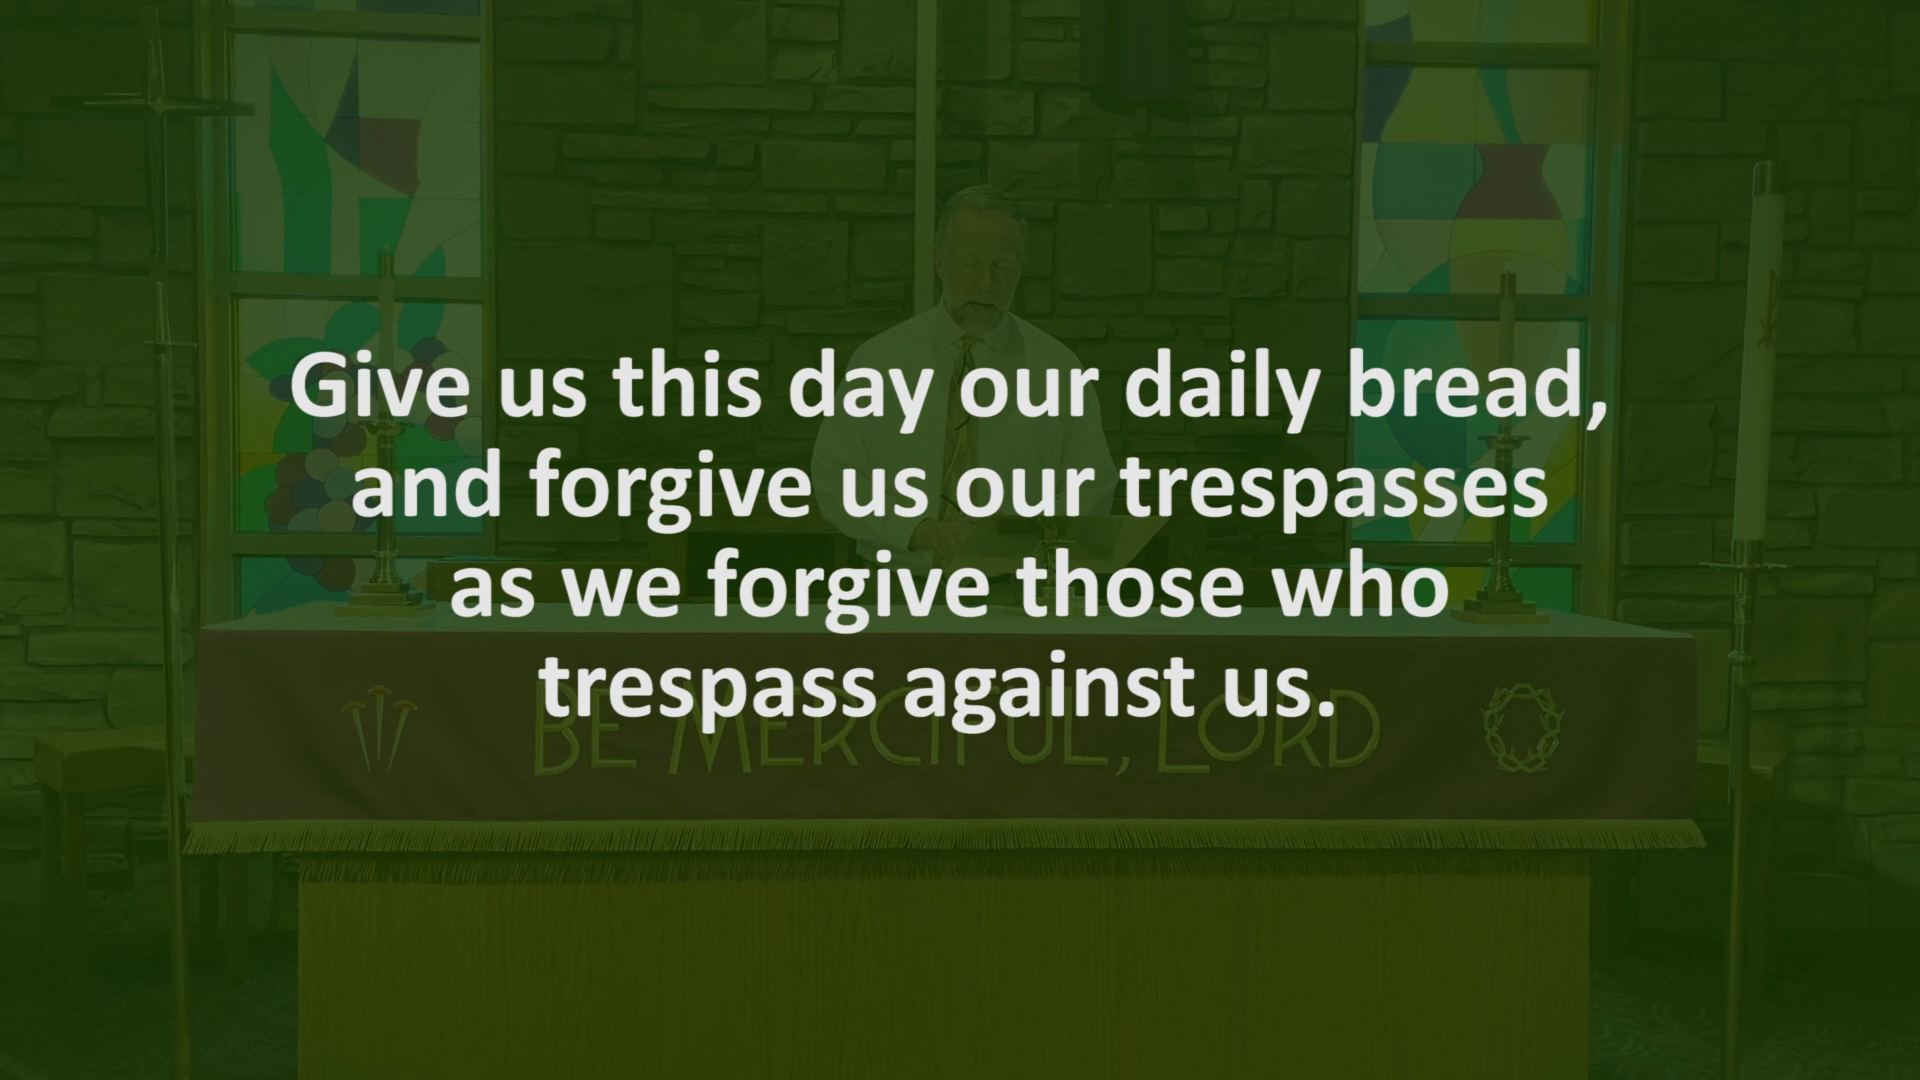 Give us this day our daily bread,
and forgive us our trespasses
as we forgive those who
trespass against us.
BE MERCIFUL, LORD